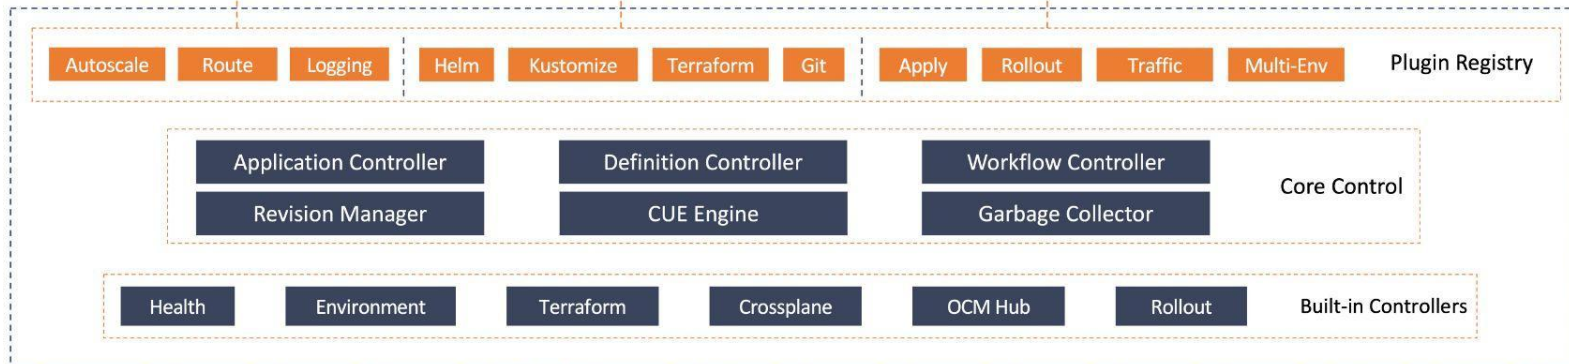 Autoscale Route Logging Helm Kustomize Terraform Git Apply Rollout Traffic Multi-Env Plugin Registry
Application Controller Definition Controller Workflow Controller
Core Control
Revision Manager CUE Engine Garbage Collector
Health Environment Terraform Crossplane OCM Hub Rollout Built-in Controllers